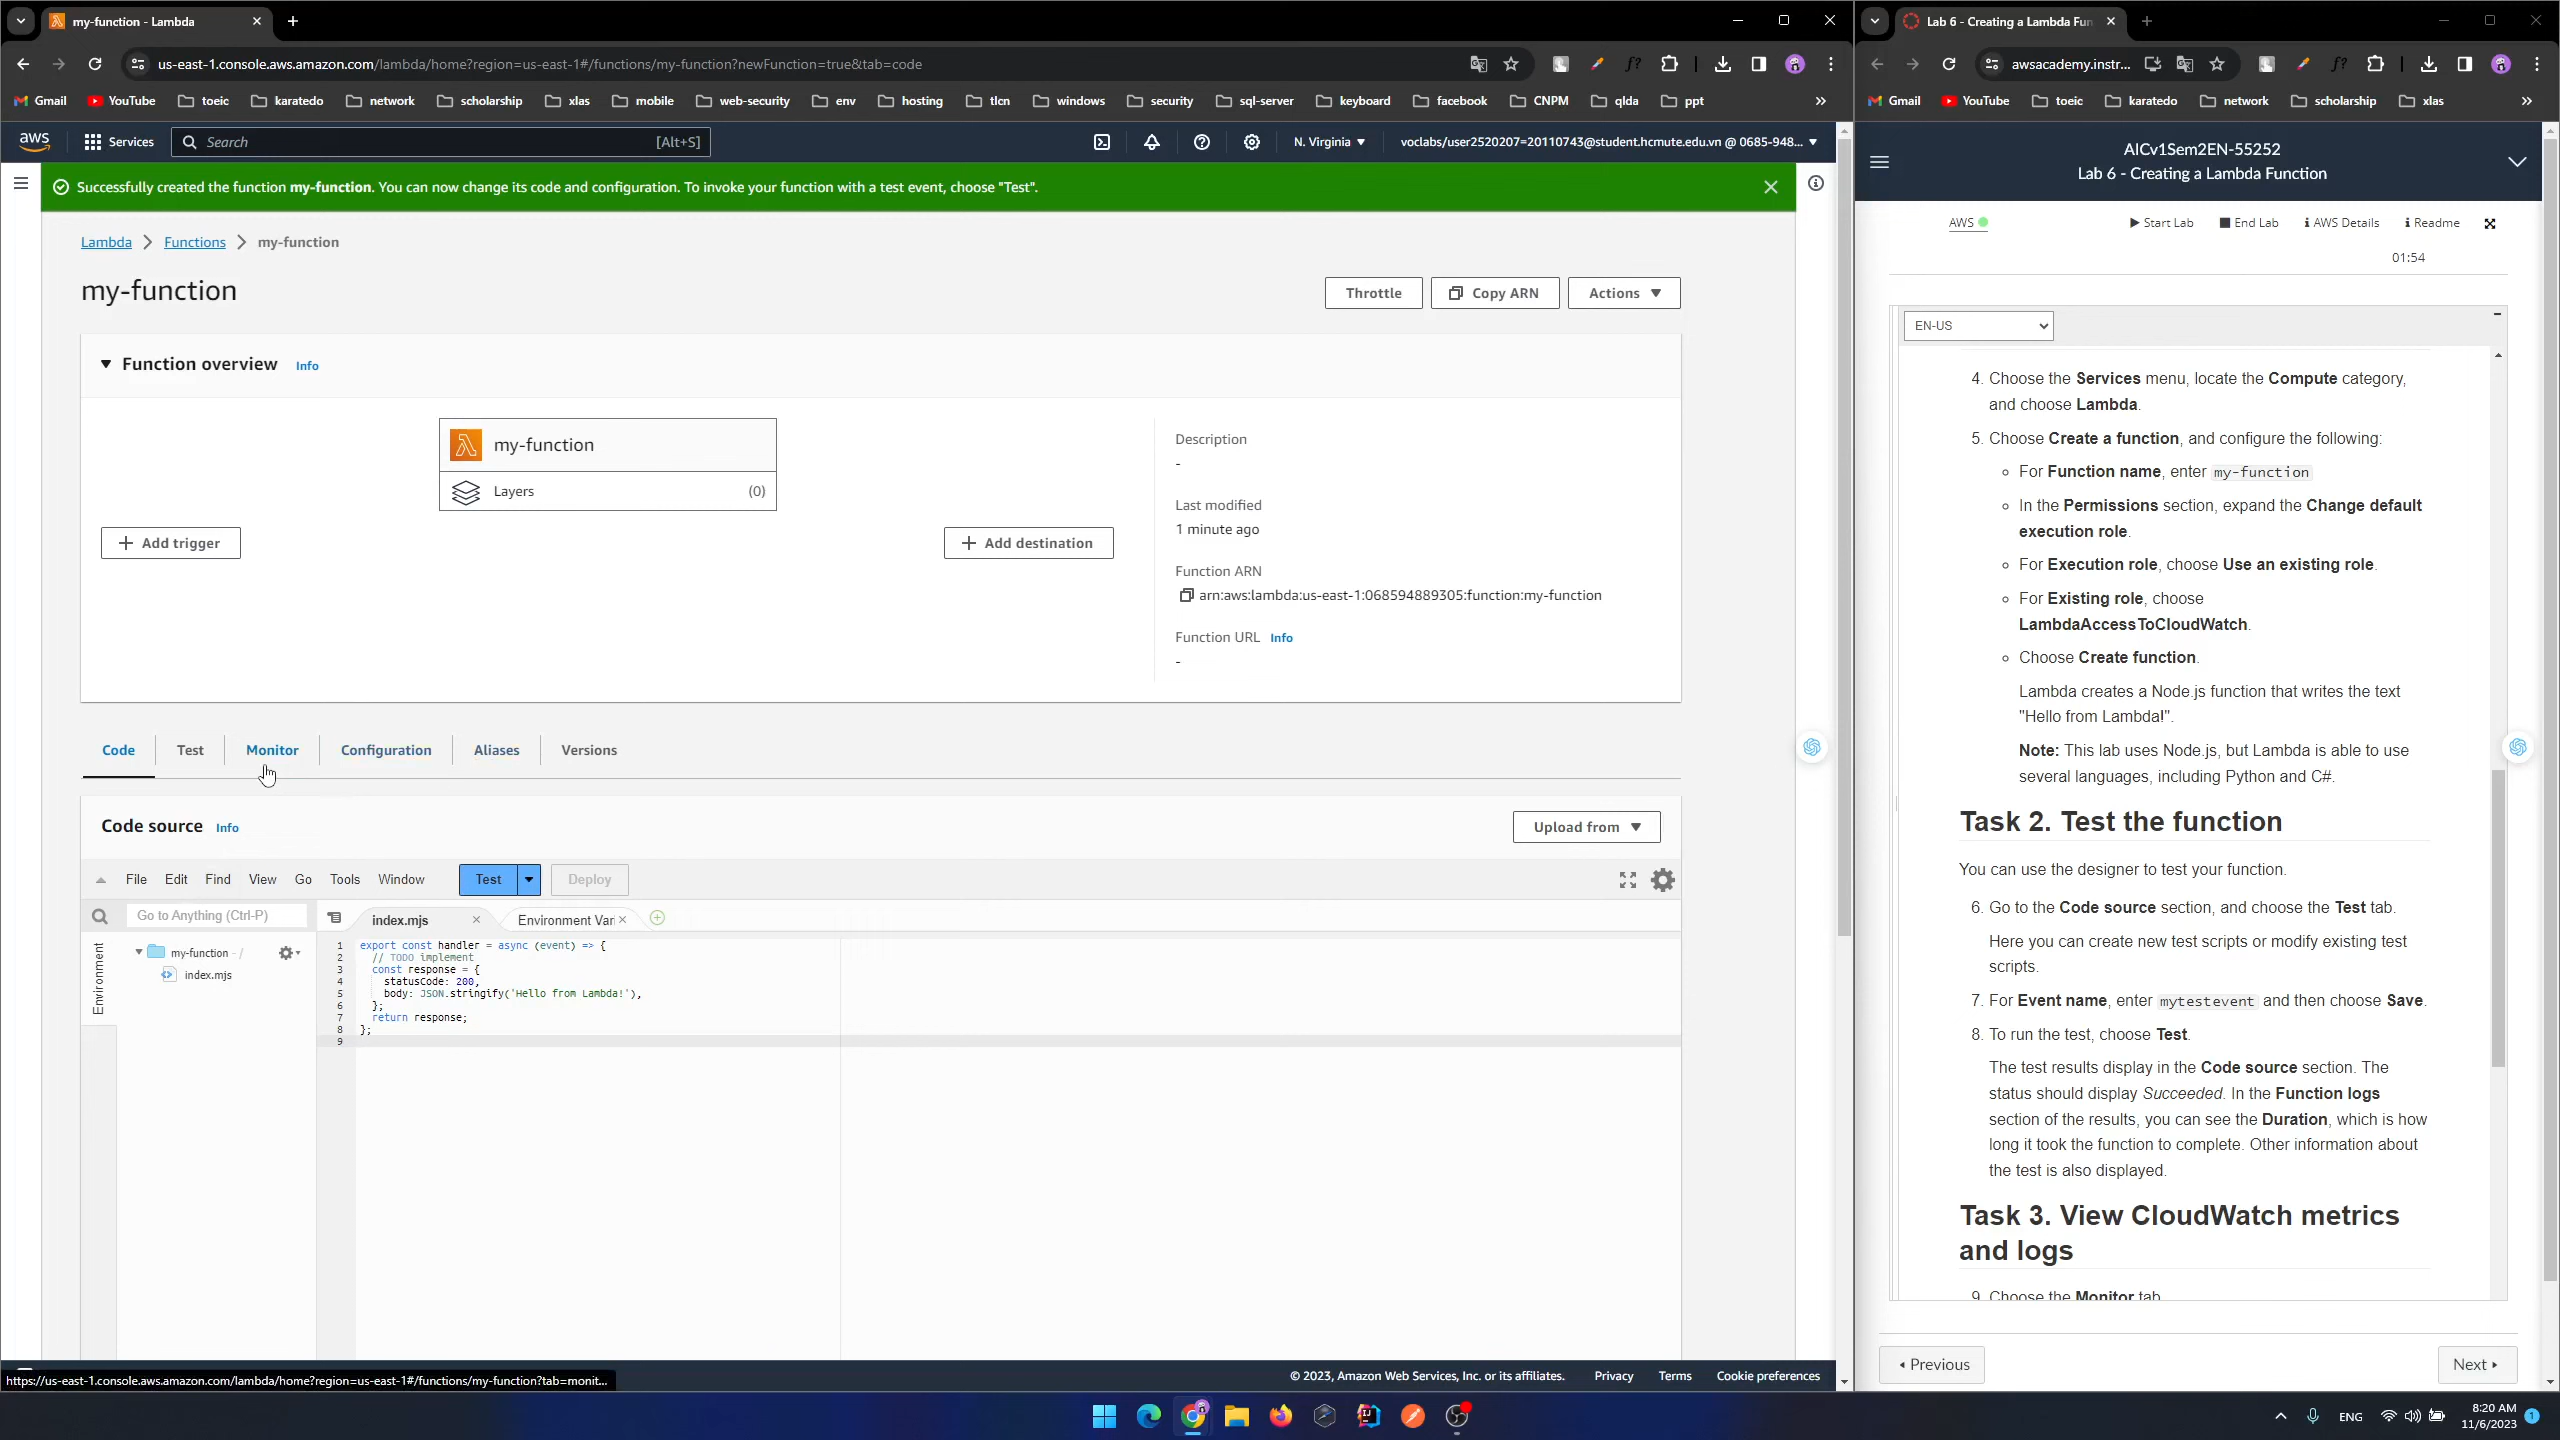 my-function - Lambda
us-east-1.console.aws.amazon.com/lambda/home?region=us-east-1#/functions/my-function?newFunction=true&tab=code
Gmail YouTube toeic karatedo network scholarship xlas mobile web-security env hosting tlcn windows security sql-server keyboard facebook CNPM qlda ppt »
aws Services Search [Alt+S] N. Virginia voclabs/user2520207=20110743@student.hcmute.edu.vn @ 0685-948...
Successfully created the function my-function. You can now change its code and configuration. To invoke your function with a test event, choose "Test".
Lambda > Functions > my-function
my-function
Throttle Copy ARN Actions
Function overview Info
my-function
Layers (0)
+ Add trigger
+ Add destination
Description
-
Last modified
1 minute ago
Function ARN
arn:aws:lambda:us-east-1:068594889305:function:my-function
Function URL Info
-
Code Test Monitor Configuration Aliases Versions
Code source Info
Upload from
File Edit Find View Go Tools Window Test Deploy
Go to Anything (Ctrl-P)
index.mjs Environment Var
Environment
my-function - /
index.mjs
1 export const handler = async (event) => {
2 // TODO implement
3 const response = {
4 statusCode: 200,
5 body: JSON.stringify('Hello from Lambda!'),
6 };
7 return response;
8 };
9
https://us-east-1.console.aws.amazon.com/lambda/home?region=us-east-1#/functions/my-function?tab=monit...
© 2023, Amazon Web Services, Inc. or its affiliates. Privacy Terms Cookie preferences
Lab 6 - Creating a Lambda Fun
awsacademy.instr...
Gmail YouTube toeic karatedo network scholarship xlas »
AICv1Sem2EN-55252
Lab 6 - Creating a Lambda Function
AWS Start Lab End Lab AWS Details Readme
01:54
EN-US
4. Choose the Services menu, locate the Compute category,
and choose Lambda.
5. Choose Create a function, and configure the following:
For Function name, enter my-function
In the Permissions section, expand the Change default
execution role.
For Execution role, choose Use an existing role.
For Existing role, choose
LambdaAccessToCloudWatch.
Choose Create function.
Lambda creates a Node.js function that writes the text
"Hello from Lambda!".
Note: This lab uses Node.js, but Lambda is able to use
several languages, including Python and C#.
Task 2. Test the function
You can use the designer to test your function.
6. Go to the Code source section, and choose the Test tab.
Here you can create new test scripts or modify existing test
scripts.
7. For Event name, enter mytestevent and then choose Save.
8. To run the test, choose Test.
The test results display in the Code source section. The
status should display Succeeded. In the Function logs
section of the results, you can see the Duration, which is how
long it took the function to complete. Other information about
the test is also displayed.
Task 3. View CloudWatch metrics
and logs
9. Choose the Monitor tab
Previous
Next
ENG
8:20 AM
11/6/2023
1